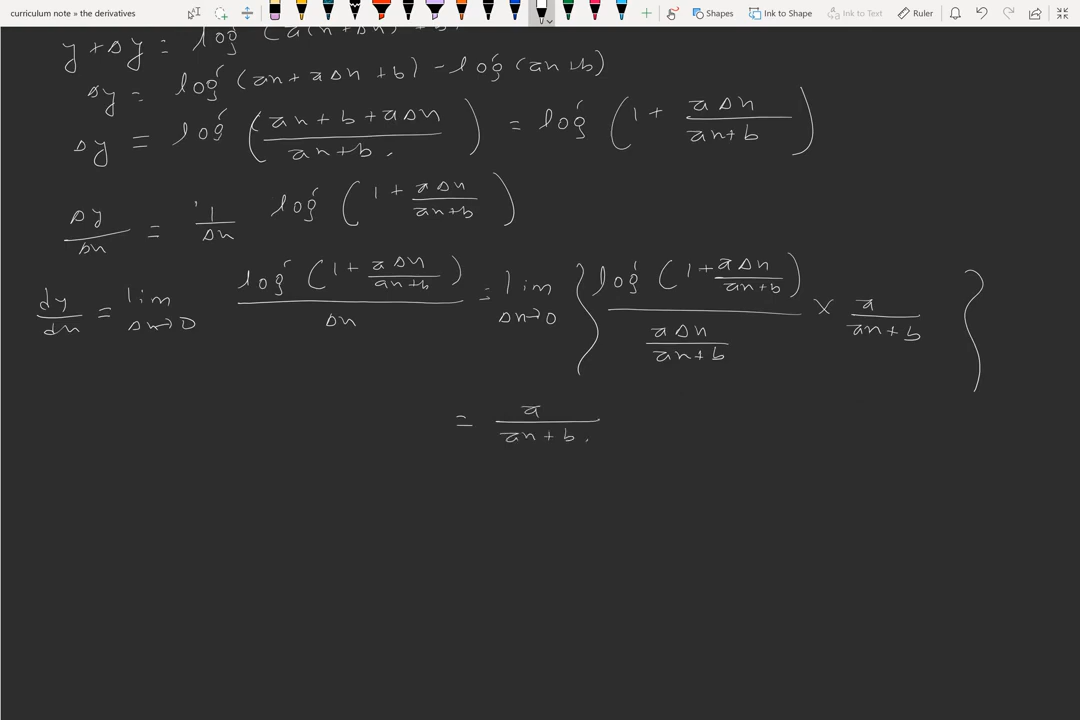 curriculum note » the derivatives
Shapes Ink to Shape Ink to Text Ruler
y + Δy = log (a(x + Δx) + b)
Δy = log (ax + aΔx + b) - log (ax + b)
Δy = log ( (ax + b + aΔx) / (ax + b) ) = log ( 1 + aΔx / (ax + b) )
Δy/Δx = 1/Δx log ( 1 + aΔx / (ax + b) )
dy/dx = lim Δx→0 log ( 1 + aΔx / (ax + b) ) / Δx = lim Δx→0 { log ( 1 + aΔx / (ax + b) ) / ( aΔx / (ax + b) ) × a / (ax + b) }
= a / (ax + b) .